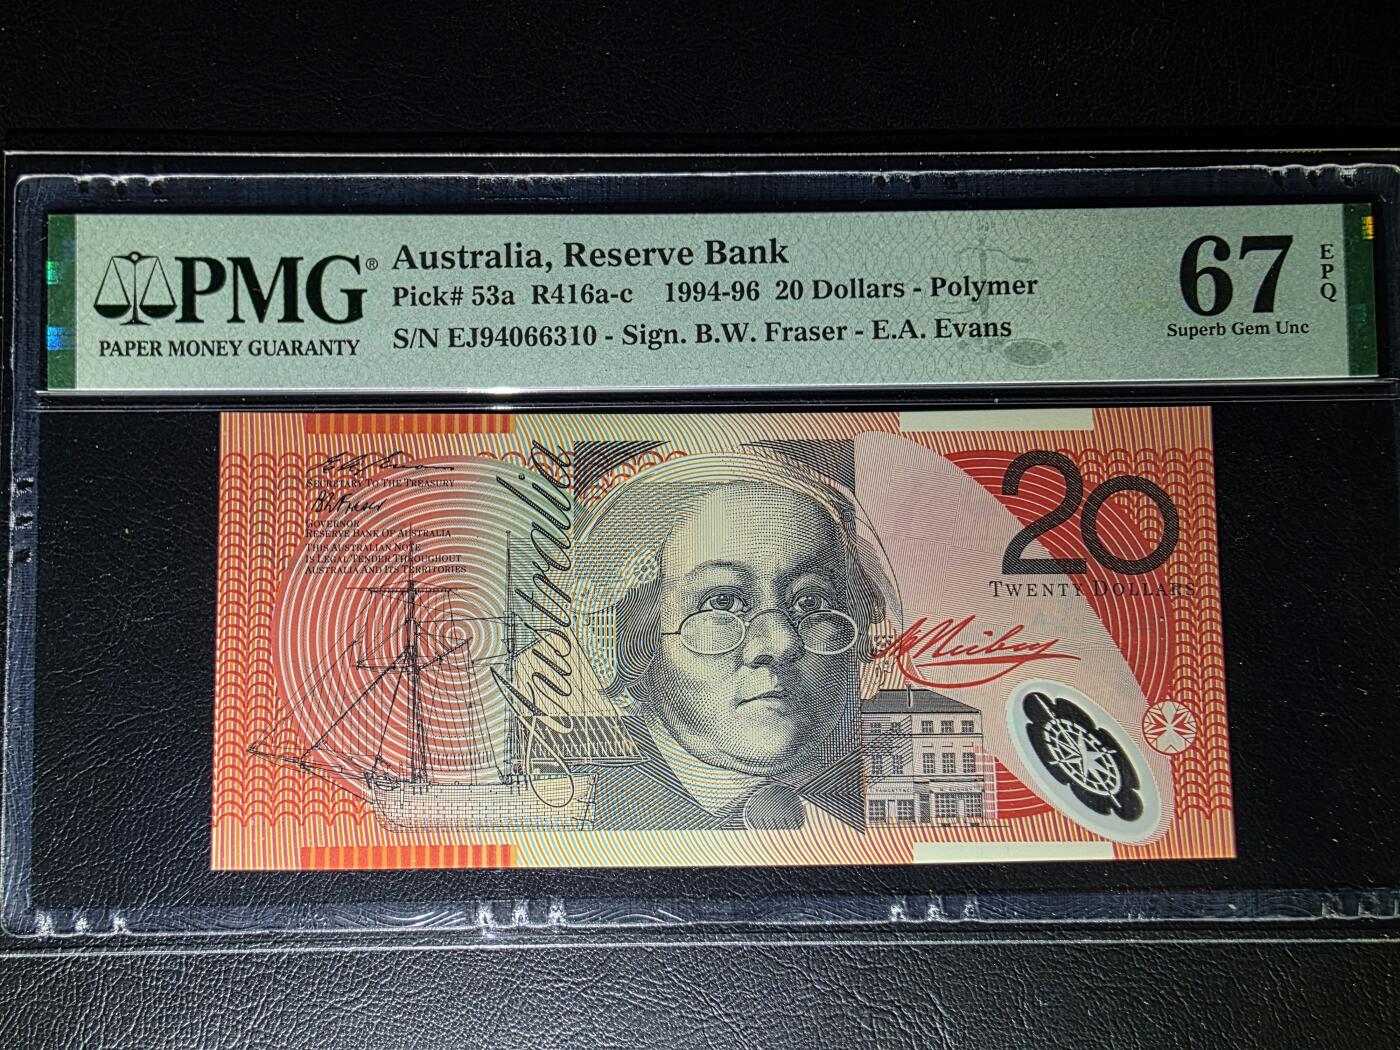 PMG®
PAPER MONEY GUARANTY
Australia, Reserve Bank
Pick# 53a R416a-c 1994-96 20 Dollars - Polymer
S/N EJ94066310 - Sign. B.W. Fraser - E.A. Evans
67
EPQ
Superb Gem Unc
SECRETARY TO THE TREASURY
GOVERNOR
RESERVE BANK OF AUSTRALIA
THIS AUSTRALIAN NOTE
IS LEGAL TENDER THROUGHOUT
AUSTRALIA AND ITS TERRITORIES
Australia
20
TWENTY DOLLARS
M Reibey